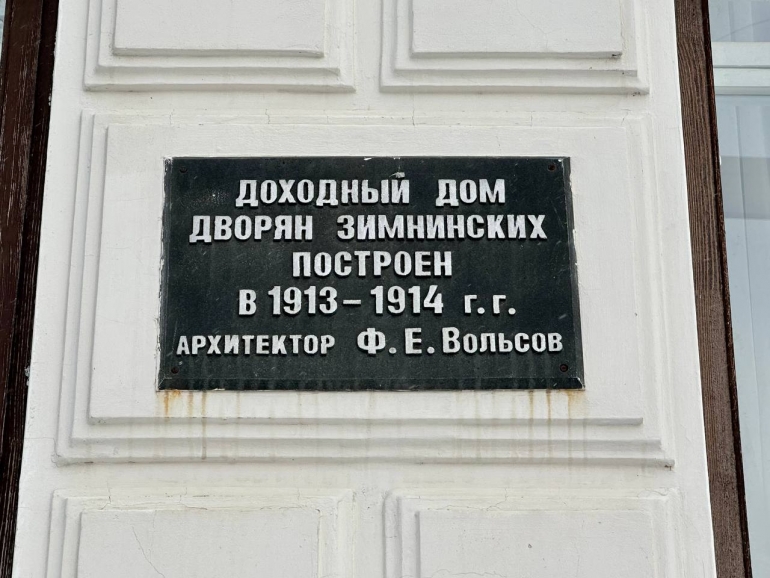 ДОХОДНЫЙ ДОМ
ДВОРЯН ЗИМНИНСКИХ
ПОСТРОЕН
В 1913 – 1914 г.г.
АРХИТЕКТОР Ф. Е. Вольсов